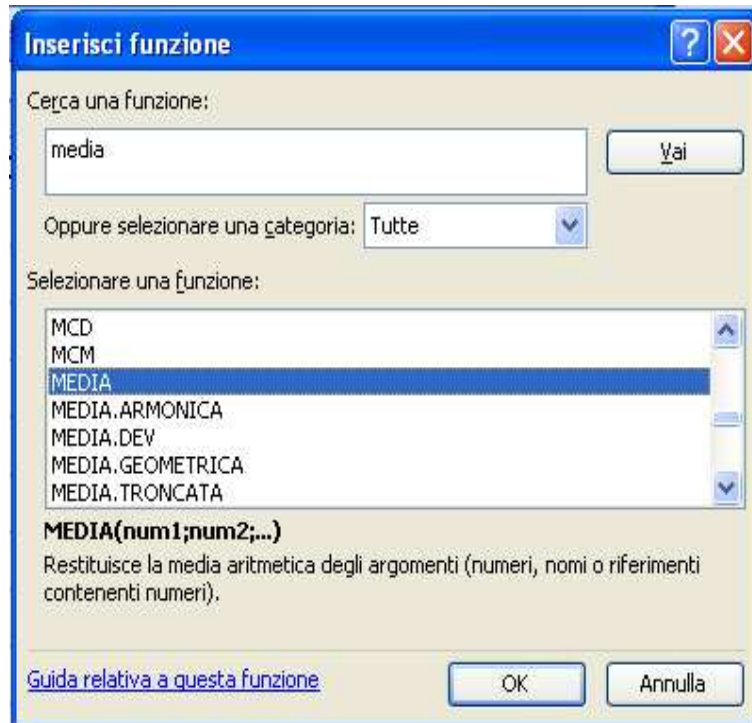 Inserisci funzione
Cerca una funzione:
media
Vai
Oppure selezionare una categoria: Tutte
Selezionare una funzione:
MCD
MCM
MEDIA
MEDIA.ARMONICA
MEDIA.DEV
MEDIA.GEOMETRICA
MEDIA.TRONCATA
MEDIA(num1;num2;...)
Restituisce la media aritmetica degli argomenti (numeri, nomi o riferimenti
contenenti numeri).
Guida relativa a questa funzione
OK
Annulla